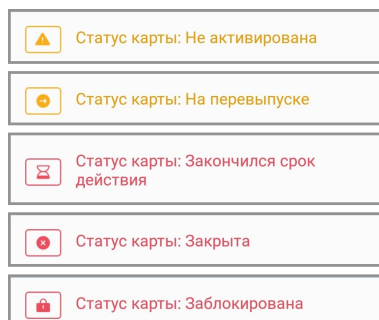 Статус карты: Не активирована
Статус карты: На перевыпуске
Статус карты: Закончился срок
действия
Статус карты: Закрыта
Статус карты: Заблокирована